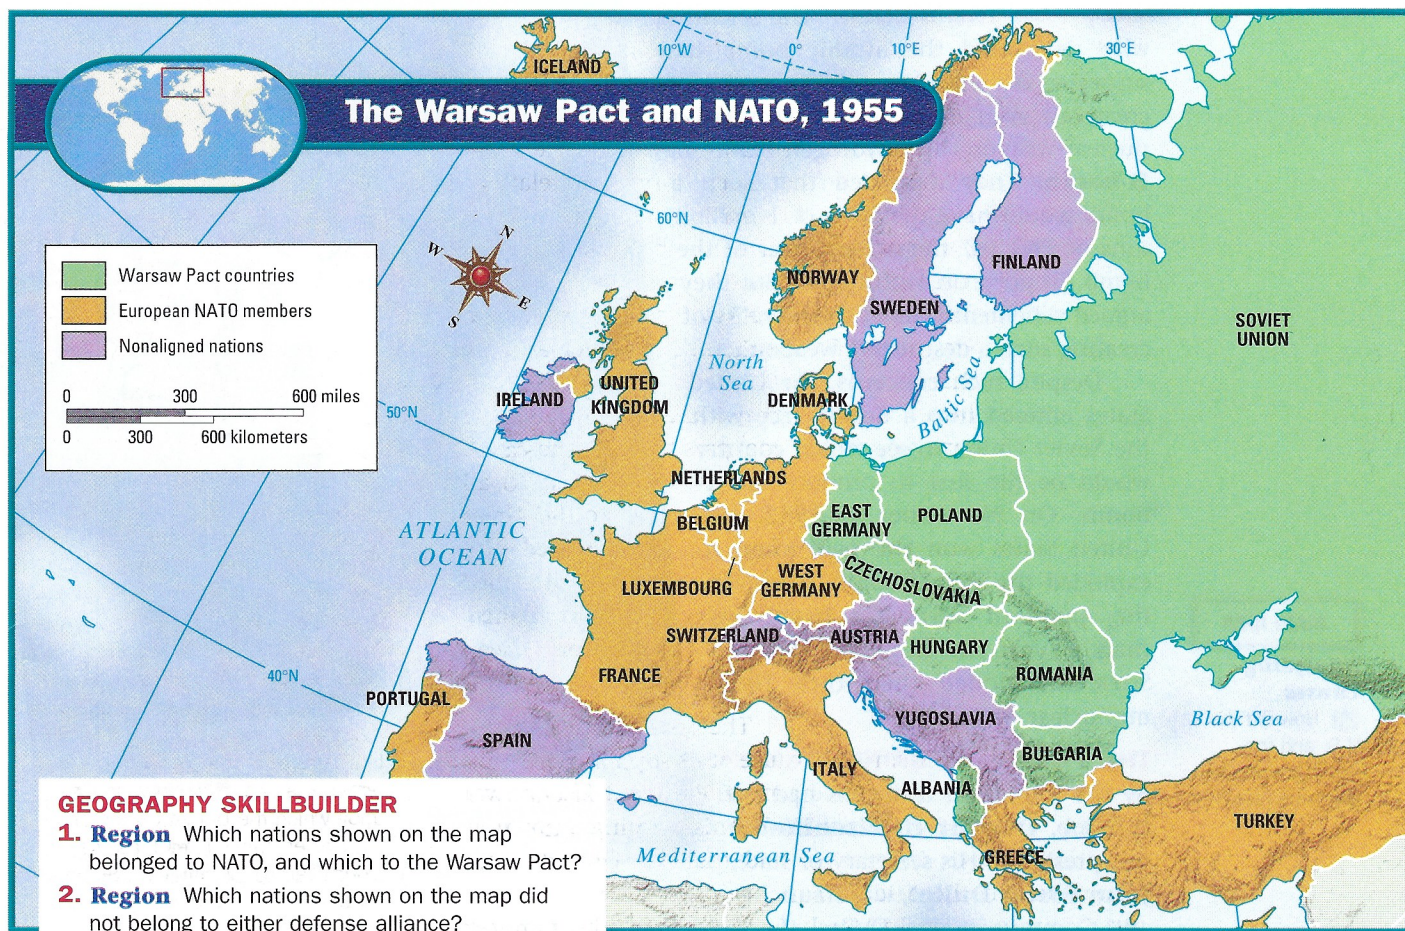 ICELAND
10°W
0°
10°E
30°E
The Warsaw Pact and NATO, 1955
60°N
N
W
E
S
NORWAY
FINLAND
SWEDEN
SOVIET
UNION
Warsaw Pact countries
European NATO members
Nonaligned nations
0 300 600 miles
0 300 600 kilometers
50°N
North
Sea
IRELAND
UNITED
KINGDOM
DENMARK
Baltic Sea
NETHERLANDS
ATLANTIC
OCEAN
BELGIUM
EAST
GERMANY
POLAND
LUXEMBOURG
WEST
GERMANY
CZECHOSLOVAKIA
SWITZERLAND
AUSTRIA
HUNGARY
40°N
FRANCE
ROMANIA
PORTUGAL
SPAIN
YUGOSLAVIA
Black Sea
BULGARIA
ITALY
ALBANIA
TURKEY
Mediterranean Sea
GREECE
GEOGRAPHY SKILLBUILDER
1. Region Which nations shown on the map
belonged to NATO, and which to the Warsaw Pact?
2. Region Which nations shown on the map did
not belong to either defense alliance?